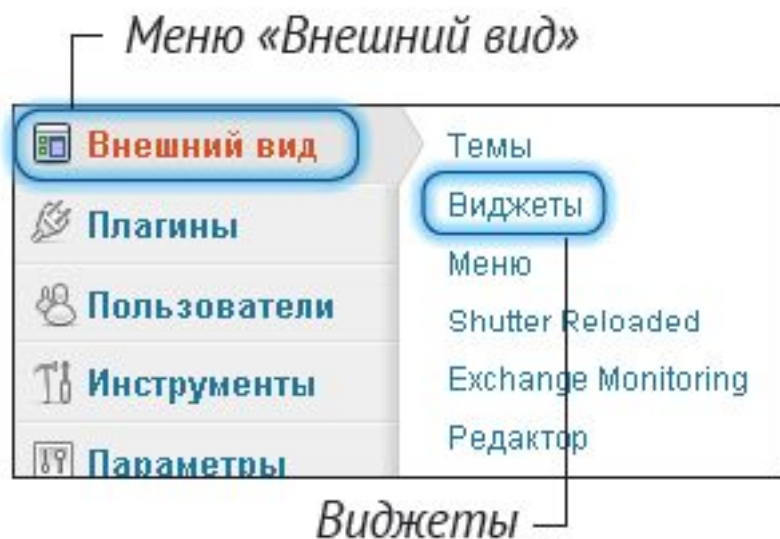 Меню «Внешний вид»
Внешний вид
Плагины
Пользователи
Инструменты
Параметры
Темы
Виджеты
Меню
Shutter Reloaded
Exchange Monitoring
Редактор
Виджеты